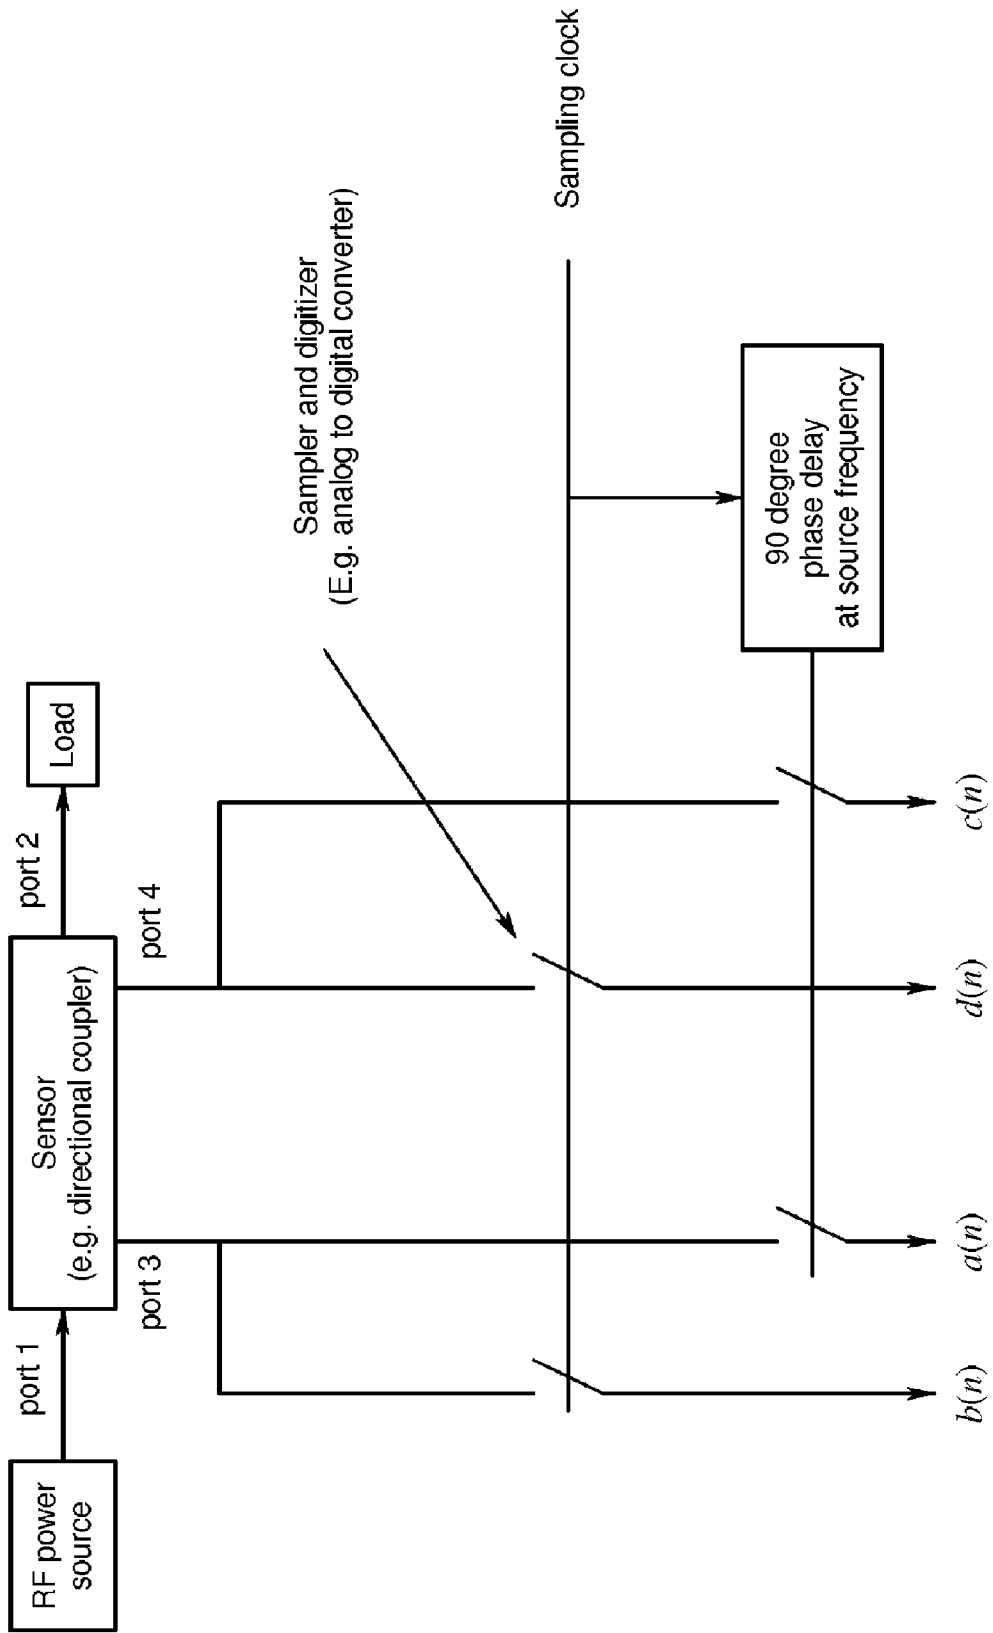 RF power
source
port 1
Sensor
(e.g. directional coupler)
port 2
Load
port 3
port 4
Sampler and digitizer
(E.g. analog to digital converter)
Sampling clock
90 degree
phase delay
at source frequency
b(n)
a(n)
d(n)
c(n)